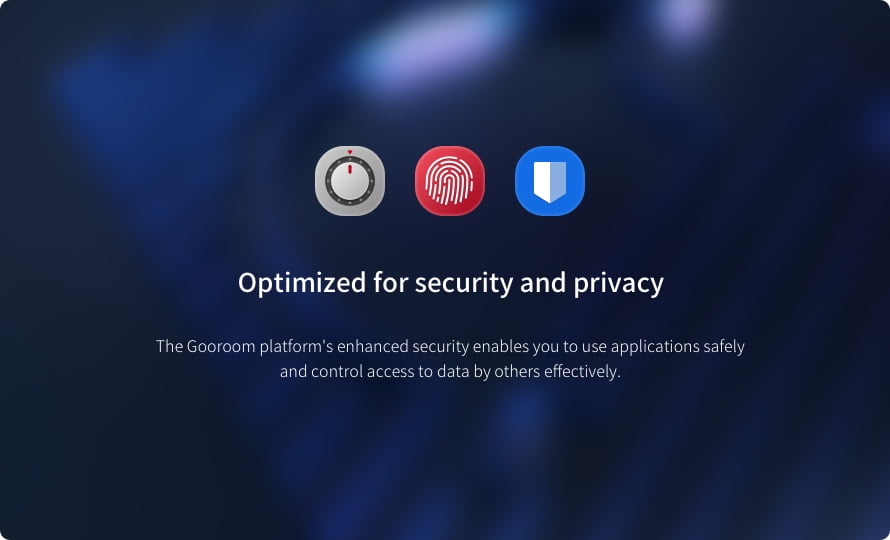 Optimized for security and privacy
The Gooroom platform's enhanced security enables you to use applications safely
and control access to data by others effectively.